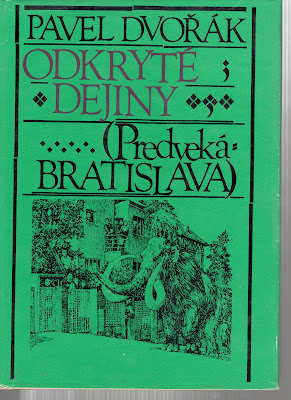 PAVEL DVOŘÁK
ODKRYTÉ ;
DEJINY
......(Predveká=
BRATISLAVA)